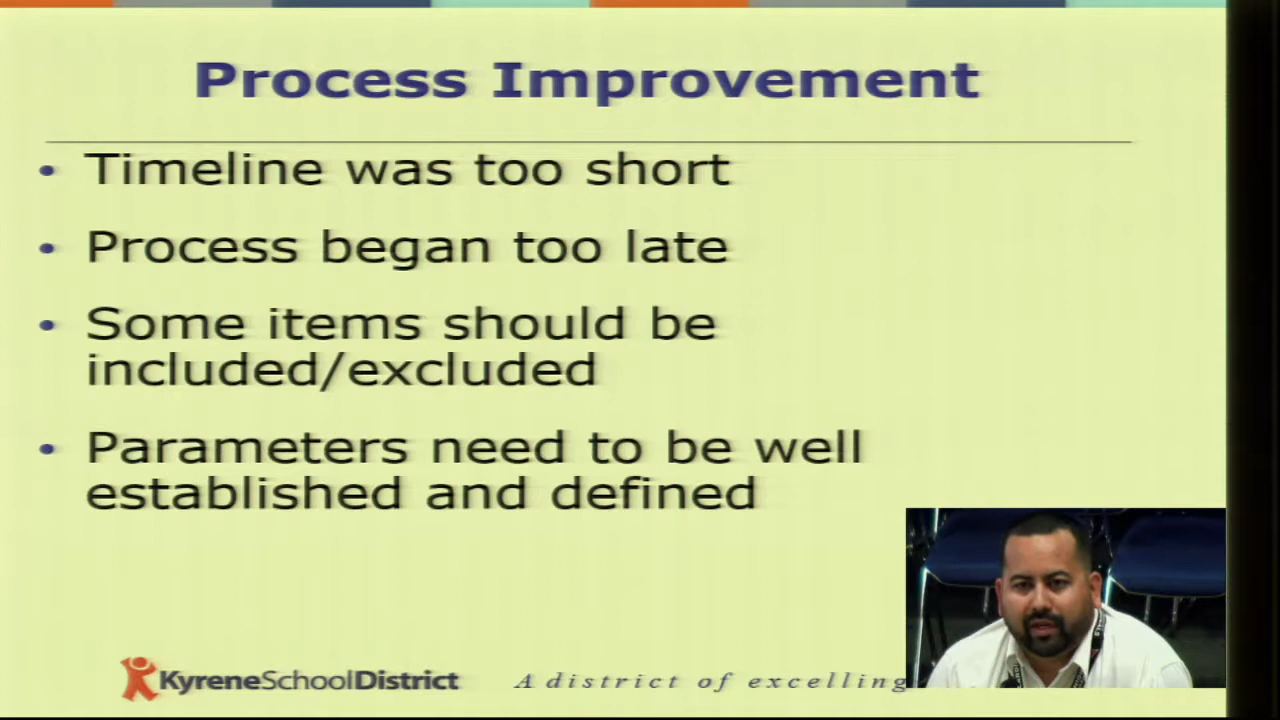 Process Improvement
• Timeline was too short
• Process began too late
• Some items should be
included/excluded
• Parameters need to be well
established and defined
KyreneSchoolDistrict
A district of excelling